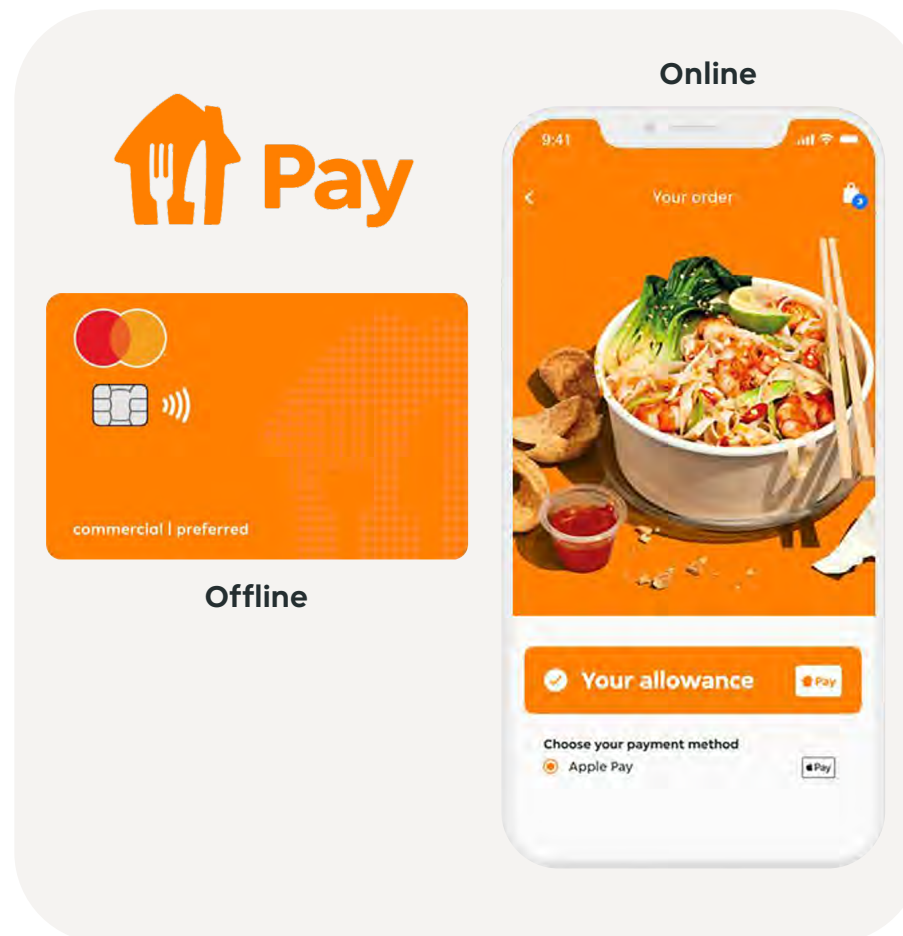 Pay
commercial | preferred
Offline
Online
9:41
Your order
3
Your allowance
Pay
Choose your payment method
Apple Pay
Pay